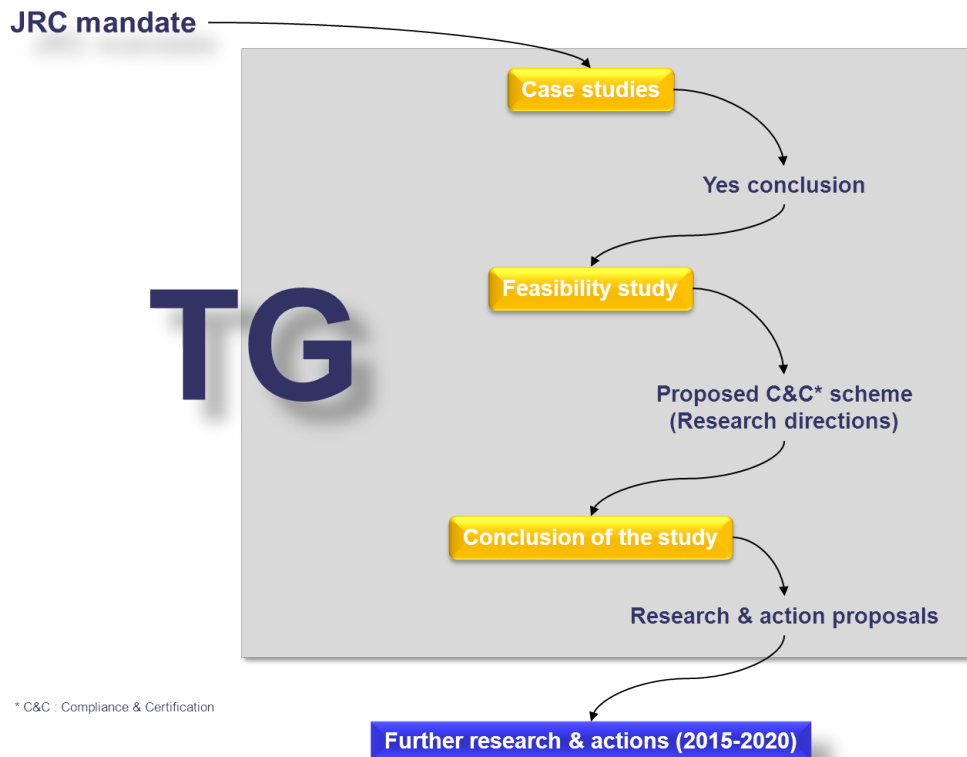 JRC mandate
Case studies
Yes conclusion
Feasibility study
TG
Proposed C&C* scheme
(Research directions)
Conclusion of the study
Research & action proposals
* C&C : Compliance & Certification
Further research & actions (2015-2020)